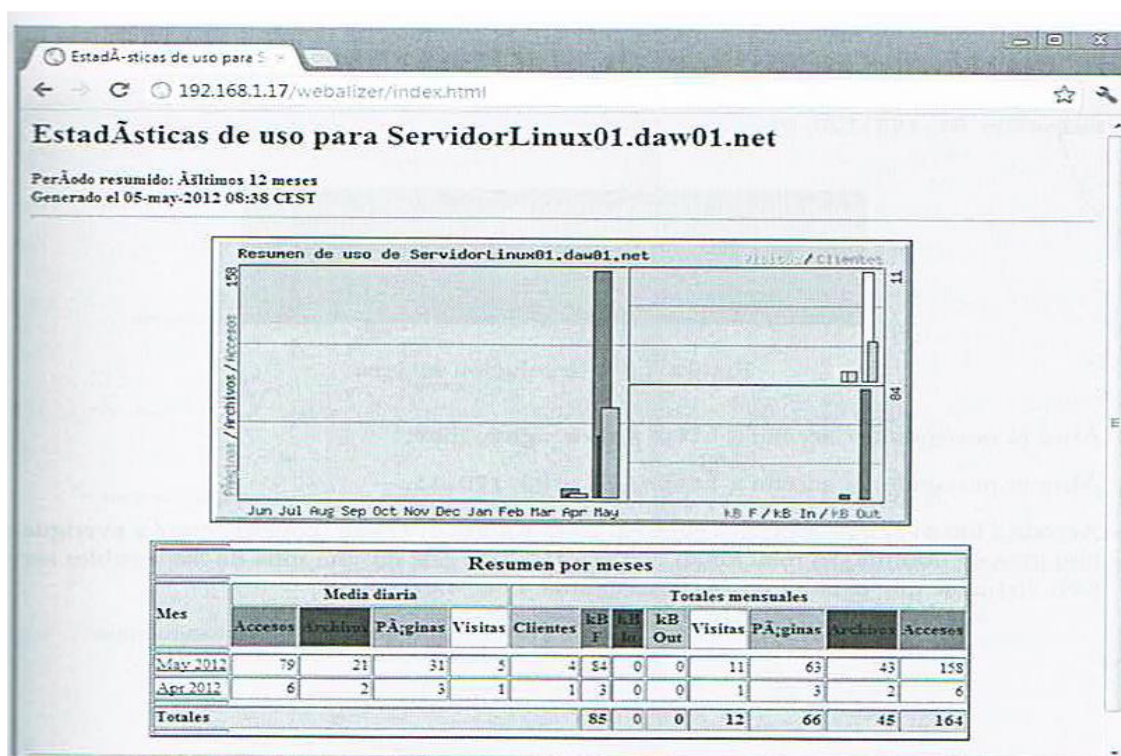 EstadÃ-sticas de uso para S
192.168.1.17/webalizer/index.html
EstadÃsticas de uso para ServidorLinux01.daw01.net
PerÃodo resumido: Ãšltimos 12 meses
Generado el 05-may-2012 08:38 CEST
Resumen de uso de ServidorLinux01.daw01.net
Visitas / Clientes
158
11
84
Páginas / Archivos / Accesos
Jun Jul Aug Sep Oct Nov Dec Jan Feb Mar Apr May
kB F / kB In / kB Out
Resumen por meses
Mes
Media diaria
Totales mensuales
Accesos Archivos PÃ¡ginas Visitas Clientes kB F kB In kB Out Visitas PÃ¡ginas Archivos Accesos
May 2012 79 21 31 5 4 84 0 0 11 63 43 158
Apr 2012 6 2 3 1 1 3 0 0 1 3 2 6
Totales 85 0 0 12 66 45 164